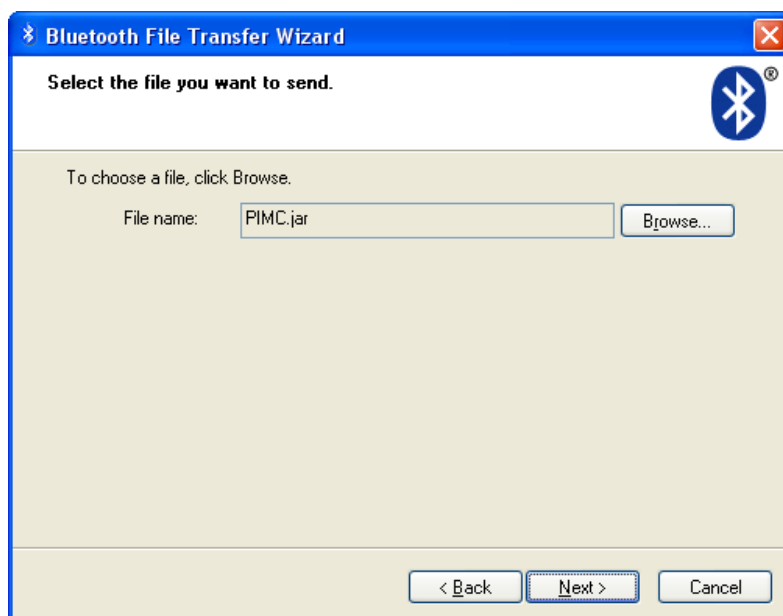 Bluetooth File Transfer Wizard
Select the file you want to send.
®
To choose a file, click Browse.
File name: PIMC.jar Browse...
< Back Next > Cancel